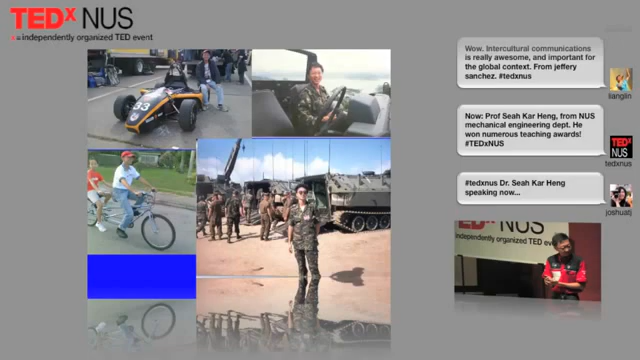 TEDx NUS
x = independently organized TED event
Wow. Intercultural communications
is really awesome, and important for
the global context. From jeffery
sanchez. #tedxnus
lianglin
Now: Prof Seah Kar Heng, from NUS
mechanical engineering dept. He
won numerous teaching awards!
#TEDxNUS
TEDx
NUS
tedxnus
#tedxnus Dr. Seah Kar Heng
speaking now...
joshuatj
33
TEDx NUS
independently organized TED event